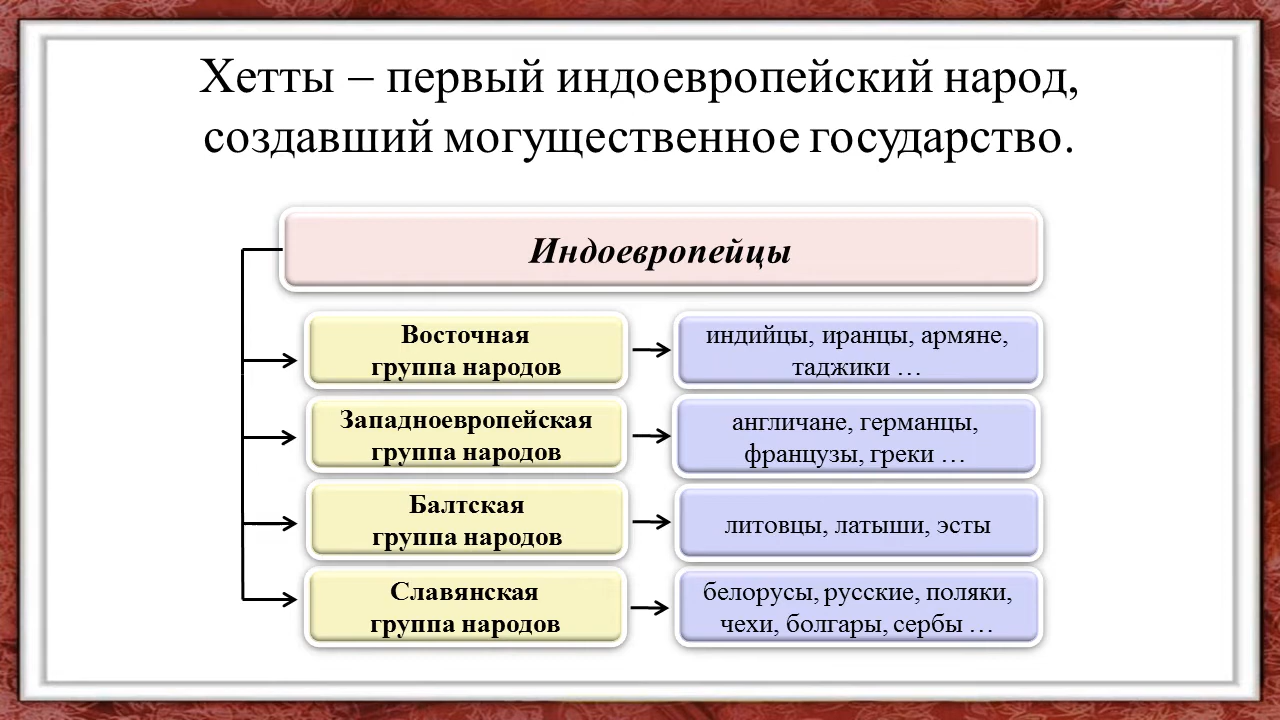 Хетты – первый индоевропейский народ,
создавший могущественное государство.
Индоевропейцы
Восточная
группа народов
индийцы, иранцы, армяне,
таджики …
Западноевропейская
группа народов
англичане, германцы,
французы, греки …
Балтская
группа народов
литовцы, латыши, эсты
Славянская
группа народов
белорусы, русские, поляки,
чехи, болгары, сербы …